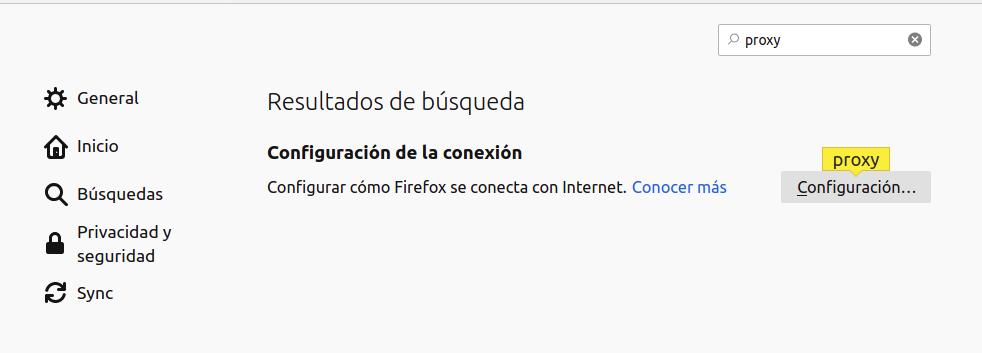 proxy
General
Inicio
Búsquedas
Privacidad y
seguridad
Sync
Resultados de búsqueda
Configuración de la conexión
proxy
Configurar cómo Firefox se conecta con Internet. Conocer más
Configuración...